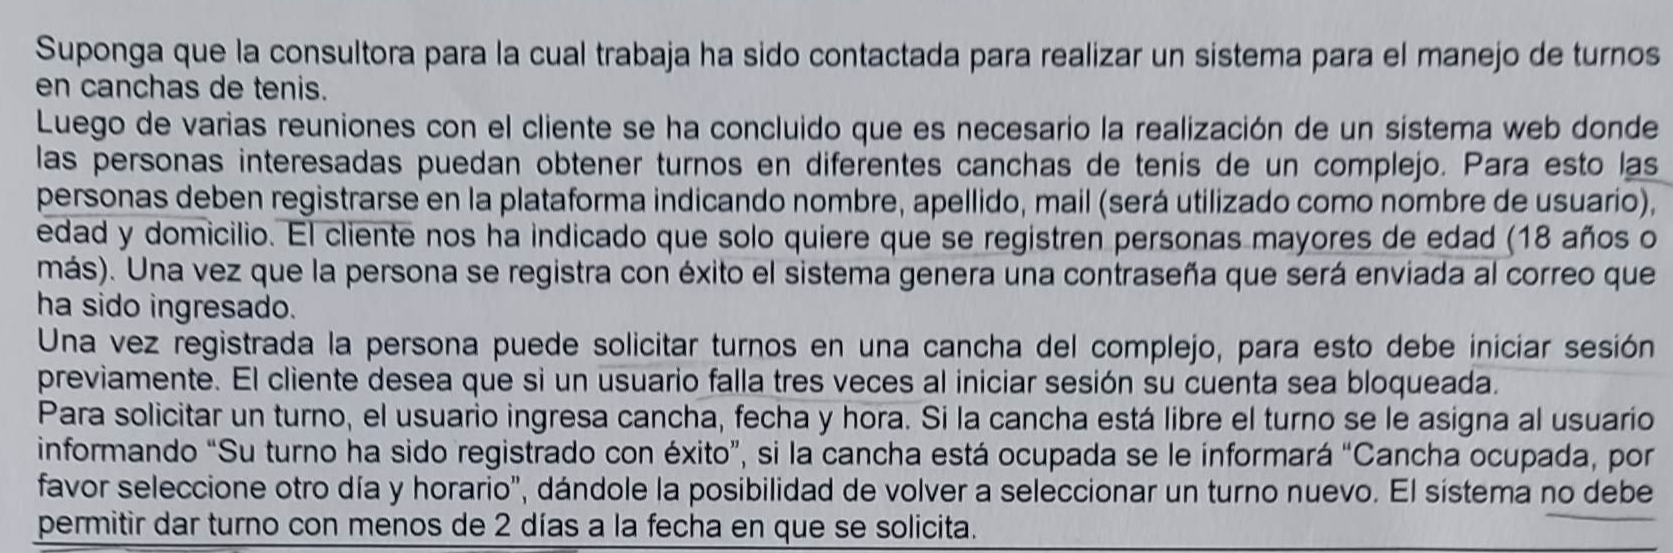 Suponga que la consultora para la cual trabaja ha sido contactada para realizar un sistema para el manejo de turnos
en canchas de tenis.
Luego de varias reuniones con el cliente se ha concluido que es necesario la realización de un sistema web donde
las personas interesadas puedan obtener turnos en diferentes canchas de tenis de un complejo. Para esto las
personas deben registrarse en la plataforma indicando nombre, apellido, mail (será utilizado como nombre de usuario),
edad y domicilio. El cliente nos ha indicado que solo quiere que se registren personas mayores de edad (18 años o
más). Una vez que la persona se registra con éxito el sistema genera una contraseña que será enviada al correo que
ha sido ingresado.
Una vez registrada la persona puede solicitar turnos en una cancha del complejo, para esto debe iniciar sesión
previamente. El cliente desea que si un usuario falla tres veces al iniciar sesión su cuenta sea bloqueada.
Para solicitar un turno, el usuario ingresa cancha, fecha y hora. Si la cancha está libre el turno se le asigna al usuario
informando “Su turno ha sido registrado con éxito”, si la cancha está ocupada se le informará “Cancha ocupada, por
favor seleccione otro día y horario”, dándole la posibilidad de volver a seleccionar un turno nuevo. El sistema no debe
permitir dar turno con menos de 2 días a la fecha en que se solicita.